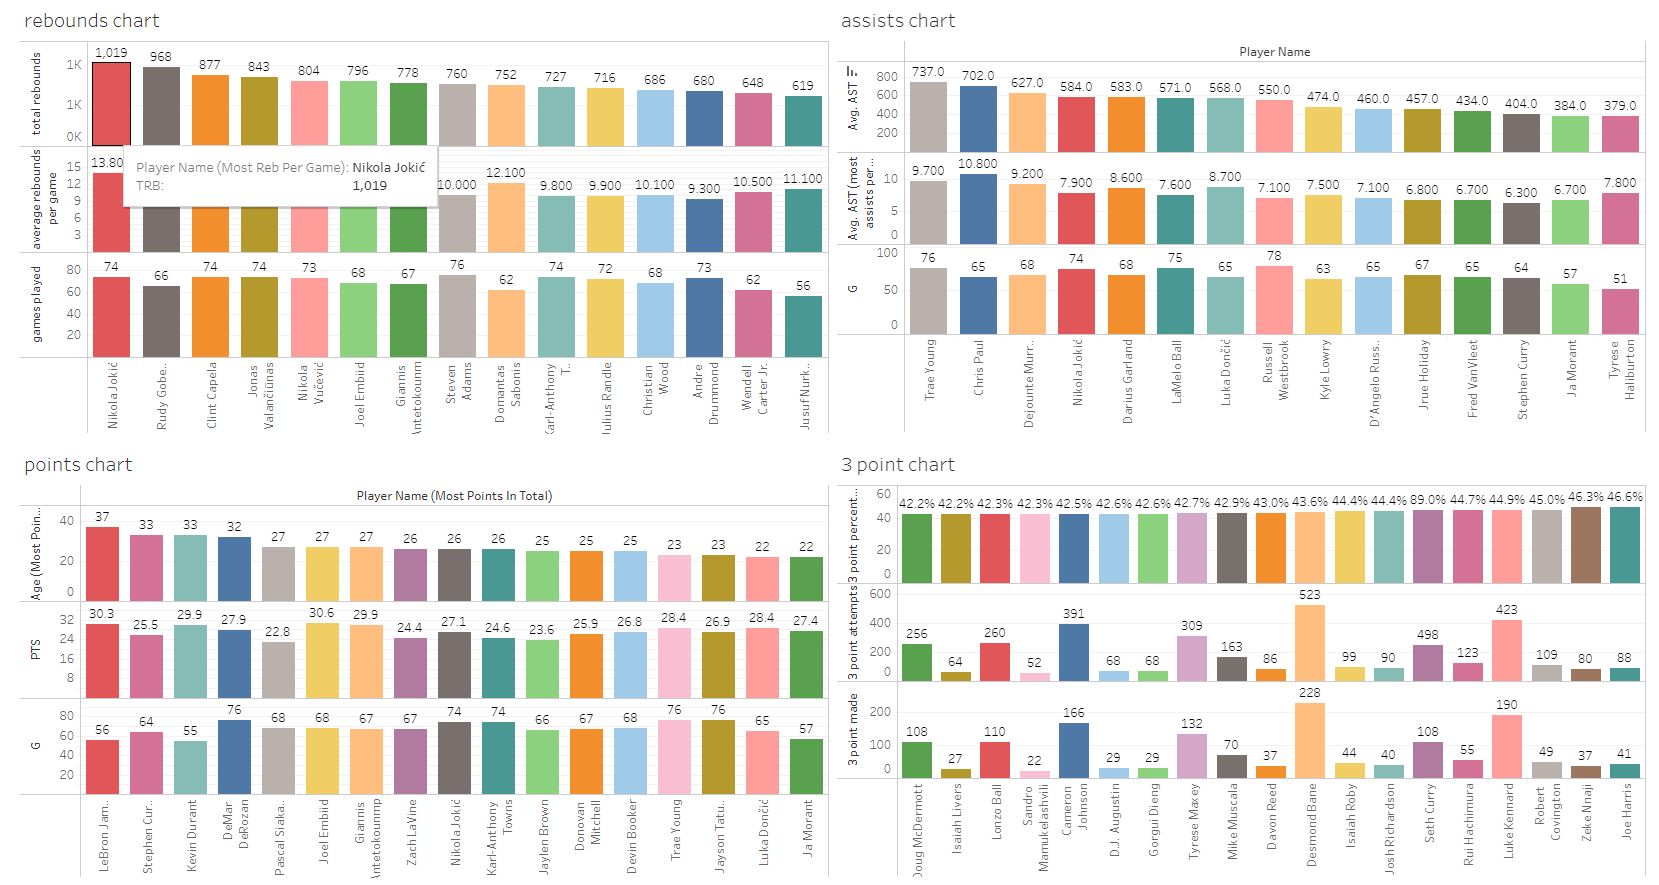 rebounds chart
total rebounds
1K
1K
0K
1,019
968
877
843
804
796
778
760
752
727
716
686
680
648
619
average rebounds
per game
15
12
9
6
3
13.80
10.000
12.100
9.800
9.900
10.100
9.300
10.500
11.100
Player Name (Most Reb Per Game): Nikola Jokić
TRB: 1,019
games played
80
60
40
20
74
66
74
74
73
68
67
76
62
74
72
68
73
62
56
Nikola Jokić
Rudy Gobe..
Clint Capela
Jonas
Valančiūnas
Nikola
Vučević
Joel Embiid
Giannis
Antetokounm
Steven
Adams
Domantas
Sabonis
Karl-Anthony
T..
Julius Randle
Christian
Wood
Andre
Drummond
Wendell
Carter Jr.
Jusuf Nurk..
assists chart
Player Name
Avg. AST
800
600
400
200
737.0
702.0
627.0
584.0
583.0
571.0
568.0
550.0
474.0
460.0
457.0
434.0
404.0
384.0
379.0
Avg. AST (most
assists per ...
10
5
0
9.700
10.800
9.200
7.900
8.600
7.600
8.700
7.100
7.500
7.100
6.800
6.700
6.300
6.700
7.800
G
100
50
0
76
65
68
74
68
75
65
78
63
65
67
65
64
57
51
Trae Young
Chris Paul
Dejounte Murr..
Nikola Jokić
Darius Garland
LaMelo Ball
Luka Dončić
Russell
Westbrook
Kyle Lowry
D'Angelo Russ..
Jrue Holiday
Fred VanVleet
Stephen Curry
Ja Morant
Tyrese
Haliburton
points chart
Player Name (Most Points In Total)
Age (Most Poin...
40
20
0
37
33
33
32
27
27
27
26
26
26
25
25
25
23
23
22
22
PTS
32
24
16
8
30.3
25.5
29.9
27.9
22.8
30.6
29.9
24.4
27.1
24.6
23.6
25.9
26.8
28.4
26.9
28.4
27.4
G
80
60
40
20
56
64
55
76
68
68
67
67
74
74
66
67
68
76
76
65
57
LeBron Jam..
Stephen Cur..
Kevin Durant
DeMar
DeRozan
Pascal Siaka..
Joel Embiid
Giannis
Antetokounmp
Zach LaVine
Nikola Jokić
Karl-Anthony
Towns
Jaylen Brown
Donovan
Mitchell
Devin Booker
Trae Young
Jayson Tatu..
Luka Dončić
Ja Morant
3 point chart
3 point percent...
60
40
20
0
42.2%
42.2%
42.3%
42.3%
42.5%
42.6%
42.6%
42.7%
42.9%
43.0%
43.6%
44.4%
44.4%
89.0%
44.7%
44.9%
45.0%
46.3%
46.6%
3 point attempts
600
400
200
0
256
64
260
52
391
68
68
309
163
86
523
99
90
498
123
423
109
80
88
3 point made
200
100
0
108
27
110
22
166
29
29
132
70
37
228
44
40
108
55
190
49
37
41
Doug McDermott
Isaiah Livers
Lonzo Ball
Sandro
Mamukelashvili
Cameron
Johnson
D.J. Augustin
Gorgui Dieng
Tyrese Maxey
Mike Muscala
Davon Reed
Desmond Bane
Isaiah Roby
Josh Richardson
Seth Curry
Rui Hachimura
Luke Kennard
Robert
Covington
Zeke Nnaji
Joe Harris